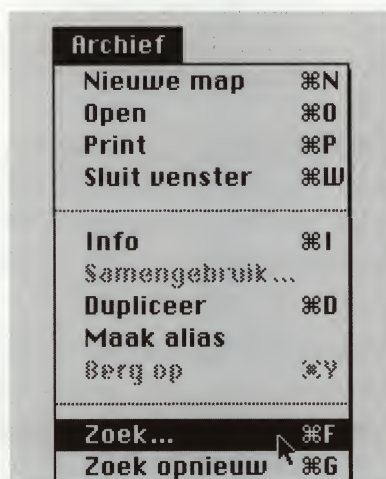 Archief
Nieuwe map ⌘N
Open ⌘O
Print ⌘P
Sluit venster ⌘W
Info ⌘I
Samengebruik...
Dupliceer ⌘D
Maak alias
Berg op ⌘Y
Zoek... ⌘F
Zoek opnieuw ⌘G